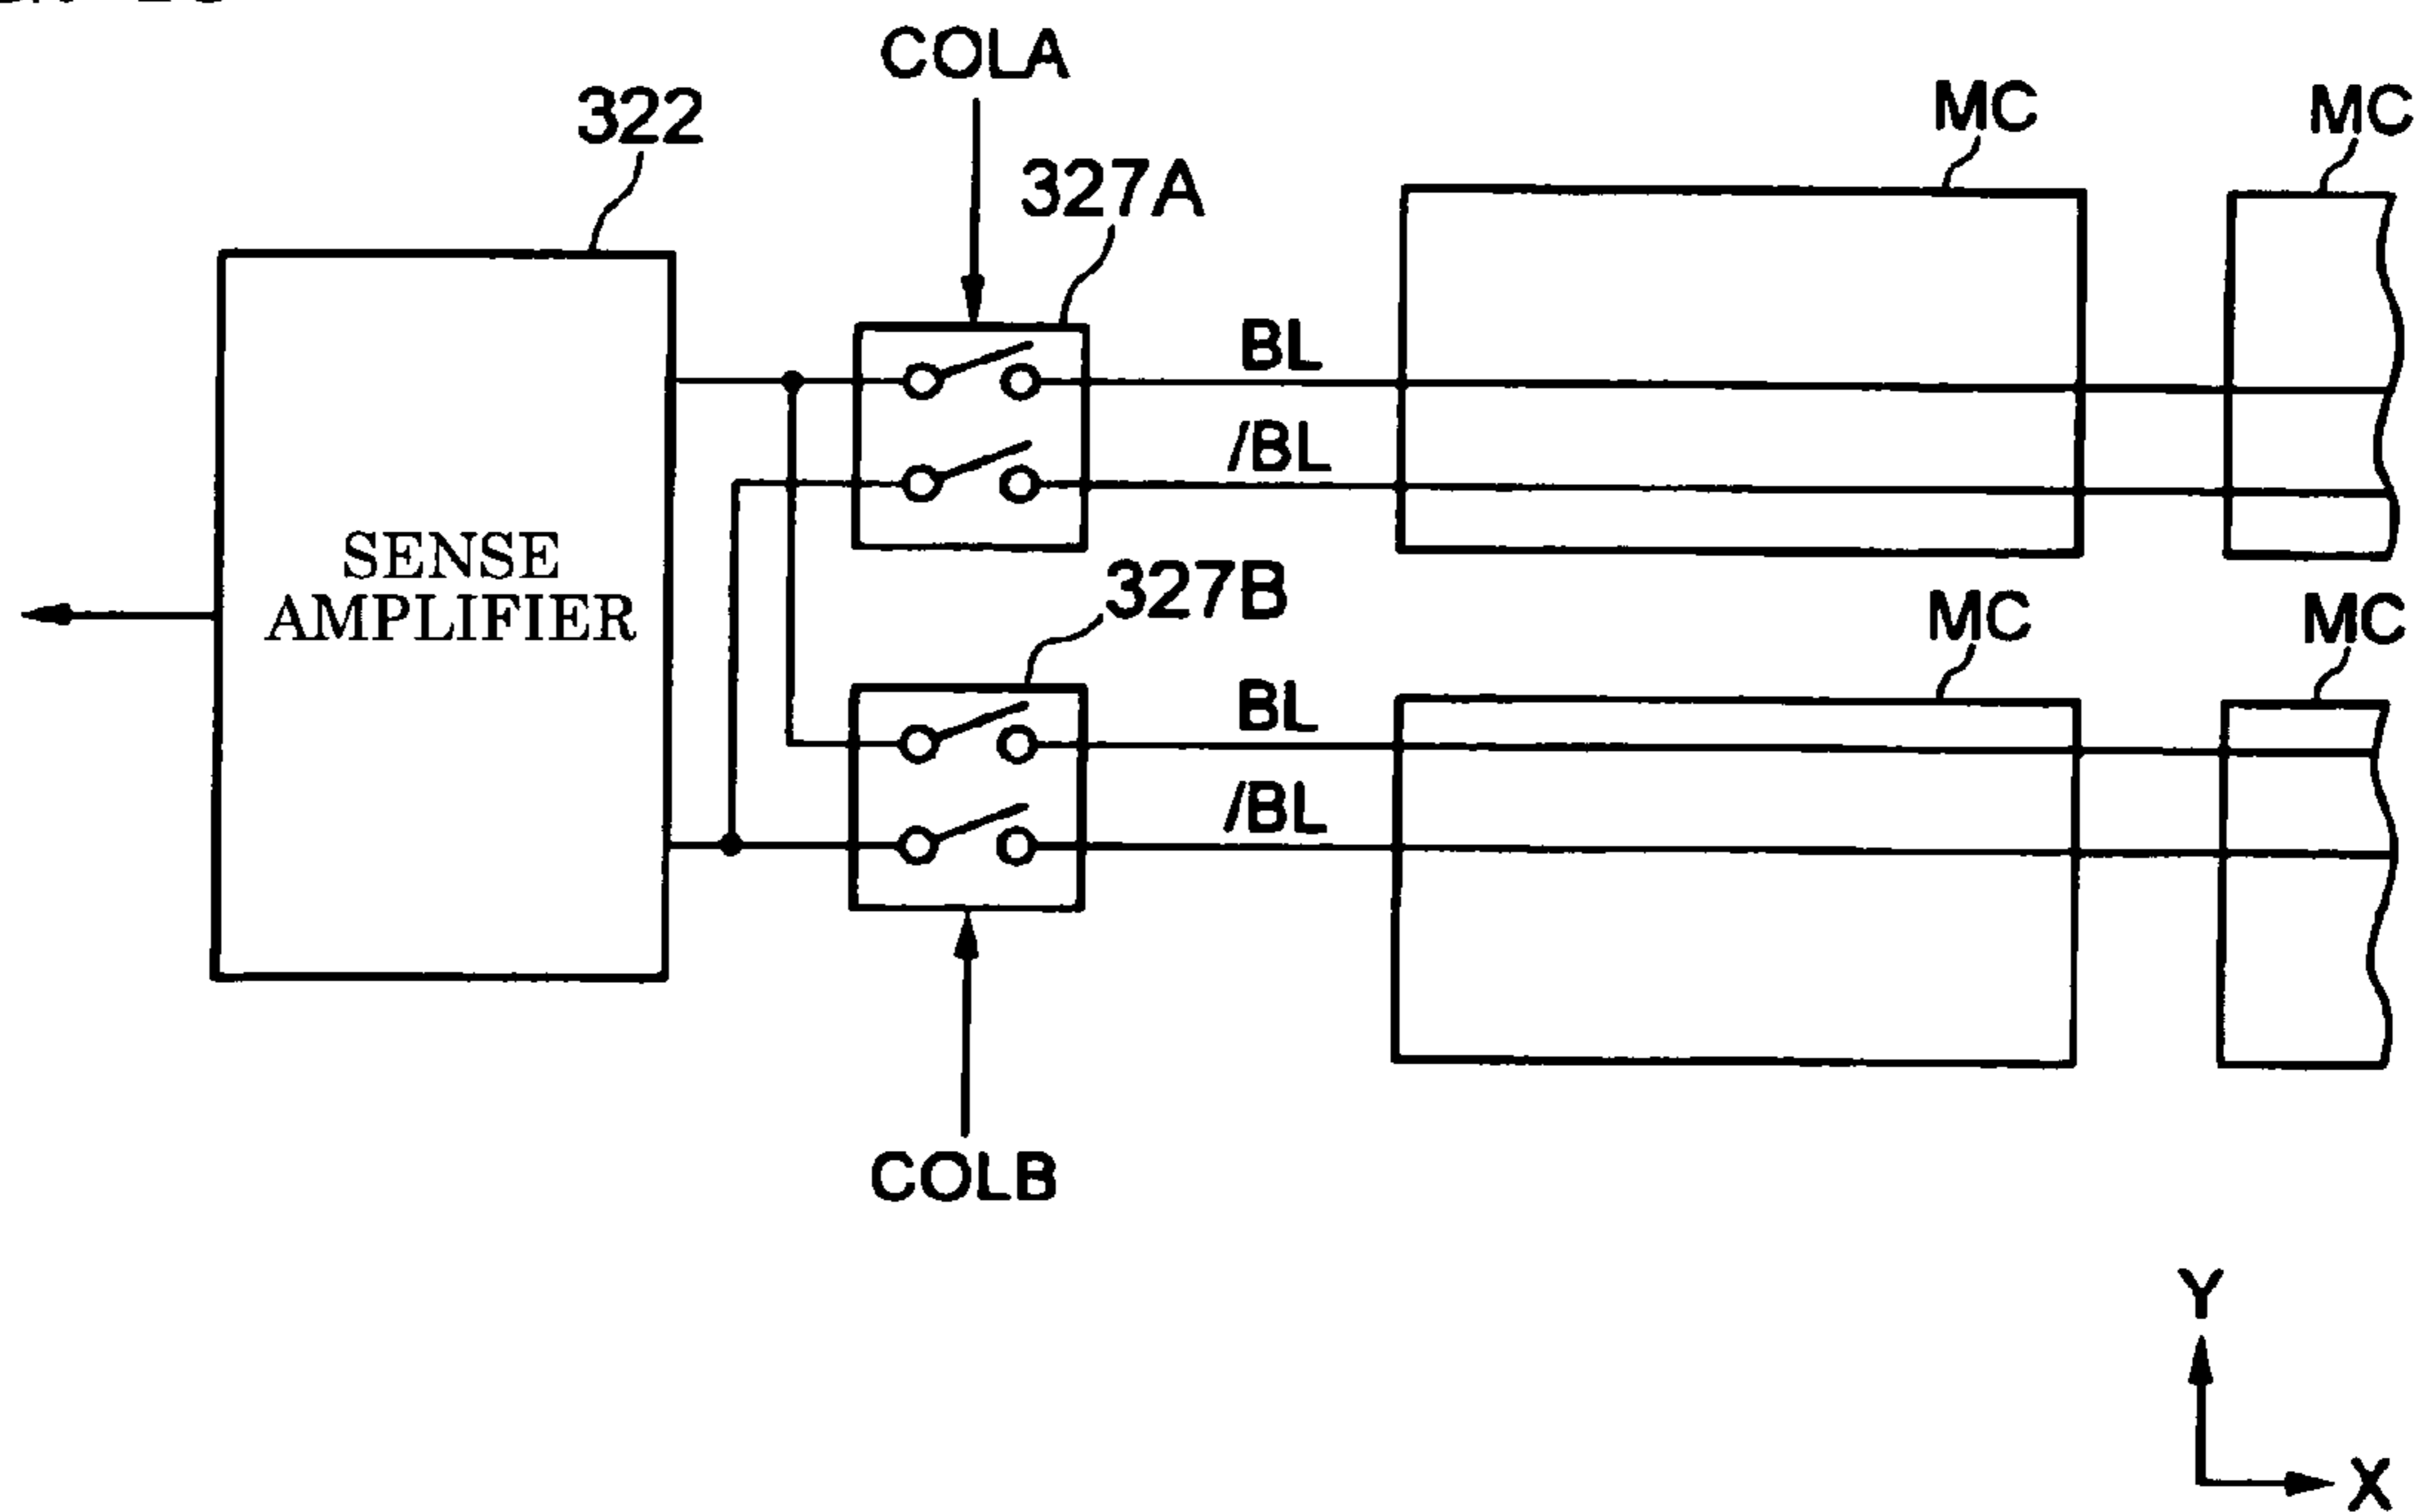 COLA
322
MC
MC
327A
BL
/BL
SENSE
AMPLIFIER
327B
MC
MC
BL
/BL
COLB
Y
X